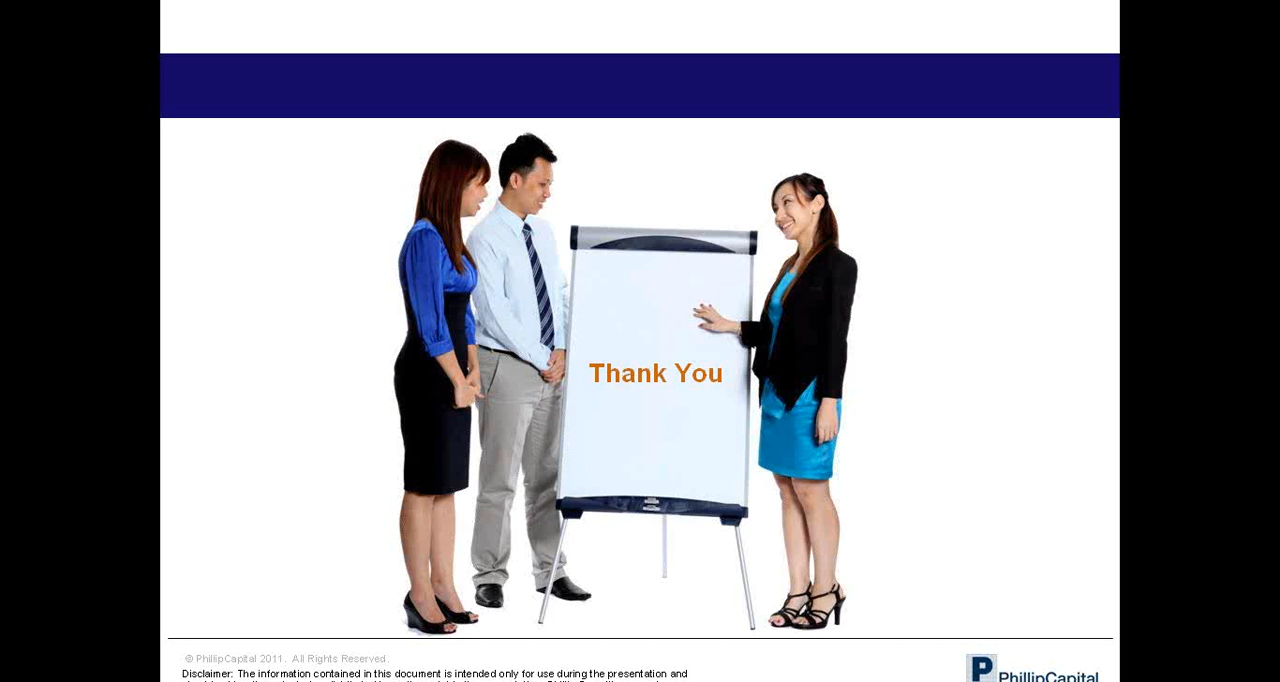 Thank You
© PhillipCapital 2011. All Rights Reserved.
Disclaimer: The information contained in this document is intended only for use during the presentation and
PhillipCapital